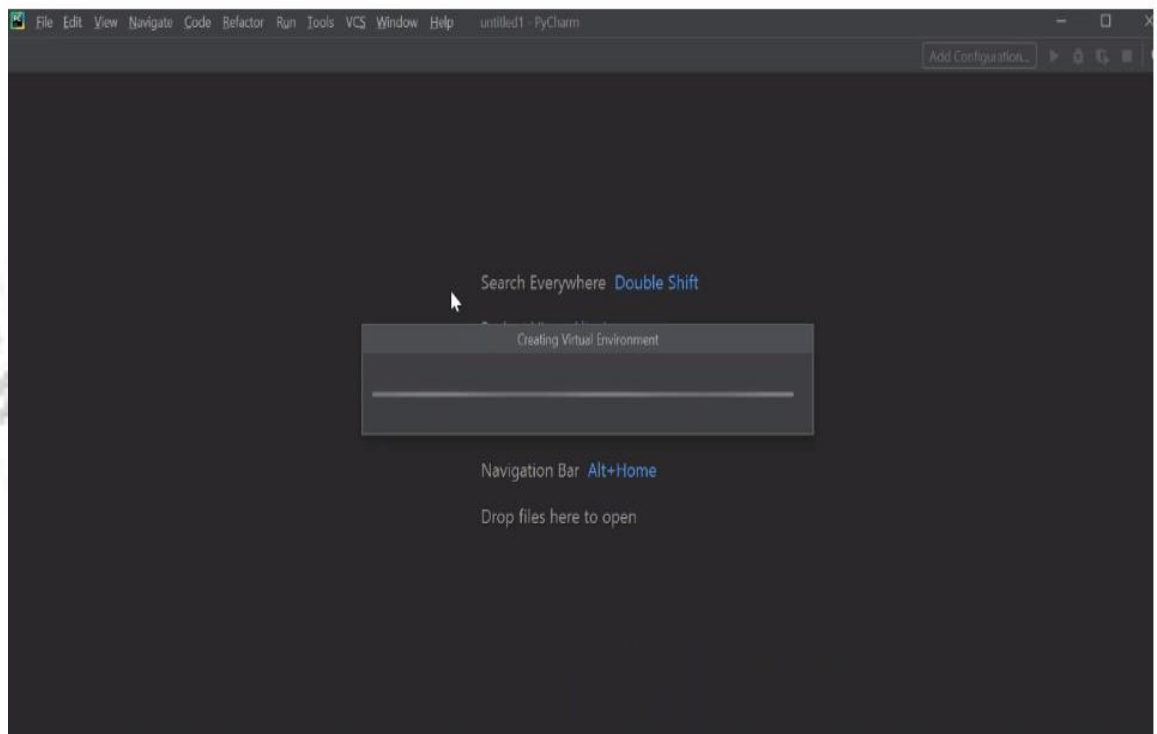 File Edit View Navigate Code Refactor Run Tools VCS Window Help untitled1 - PyCharm
Add Configuration...
Search Everywhere Double Shift
Creating Virtual Environment
Navigation Bar Alt+Home
Drop files here to open